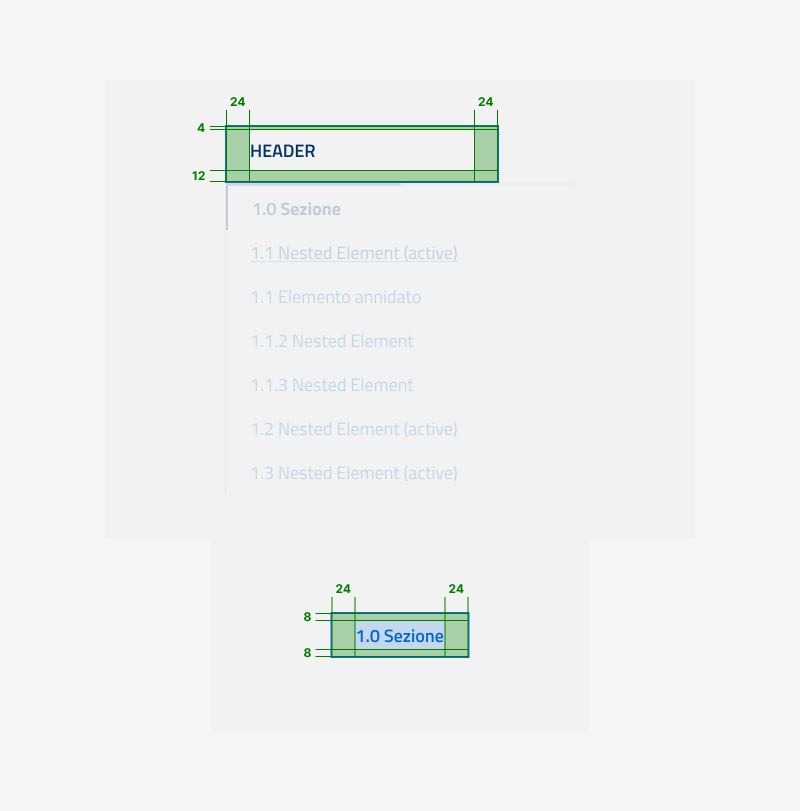 24 24
4
HEADER
12
1.0 Sezione
1.1 Nested Element (active)
1.1 Elemento annidato
1.1.2 Nested Element
1.1.3 Nested Element
1.2 Nested Element (active)
1.3 Nested Element (active)
24 24
8
1.0 Sezione
8